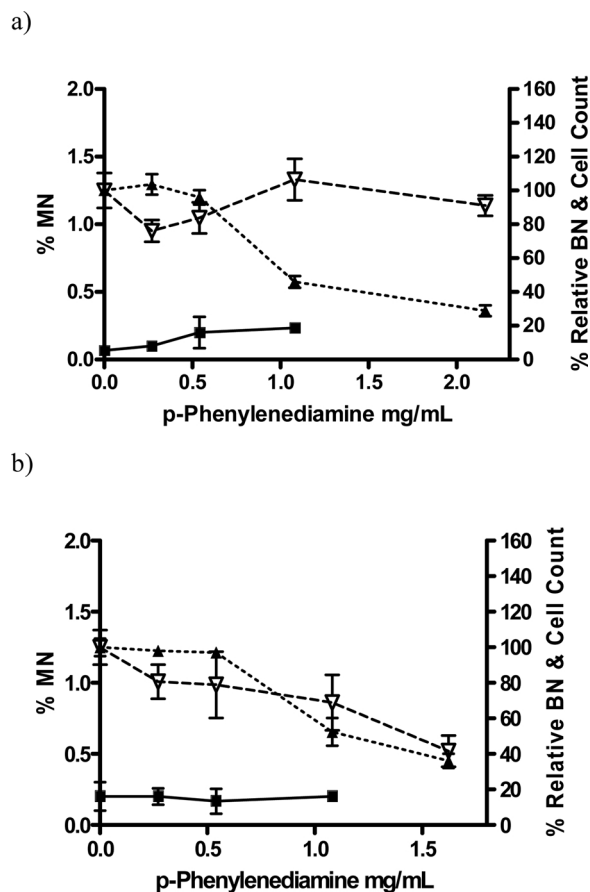 a)
2.0
1.5
1.0
0.5
0.0
% MN
160
140
120
100
80
60
40
20
0
% Relative BN & Cell Count
0.0 0.5 1.0 1.5 2.0
p-Phenylenediamine mg/mL
b)
2.0
1.5
1.0
0.5
0.0
% MN
160
140
120
100
80
60
40
20
0
% Relative BN & Cell Count
0.0 0.5 1.0 1.5
p-Phenylenediamine mg/mL